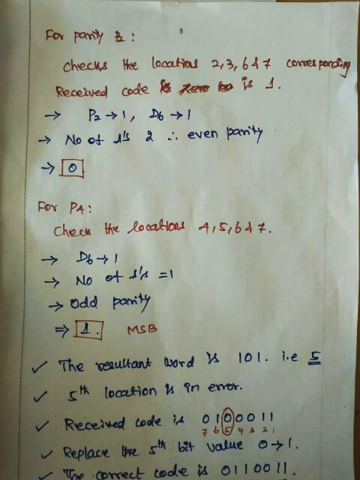 For parity 2:
Checks the locations 2,3,6&7 corresponding
Received code is is 1.
→ P2→1, D6→1
→ No of 1's 2 ∴ even parity
→ 0
For P4:
Check the locations 4,5,6&7.
→ D6→1
→ No of 1's =1
→ Odd parity
⇒ 1. MSB
✓ The resultant word is 101. i.e 5
✓ 5th location is in error.
✓ Received code is 0 1 0 0 0 1 1
7 6 5 4 3 2 1
✓ Replace the 5th bit value 0→1.
✓ The correct code is 0110011.